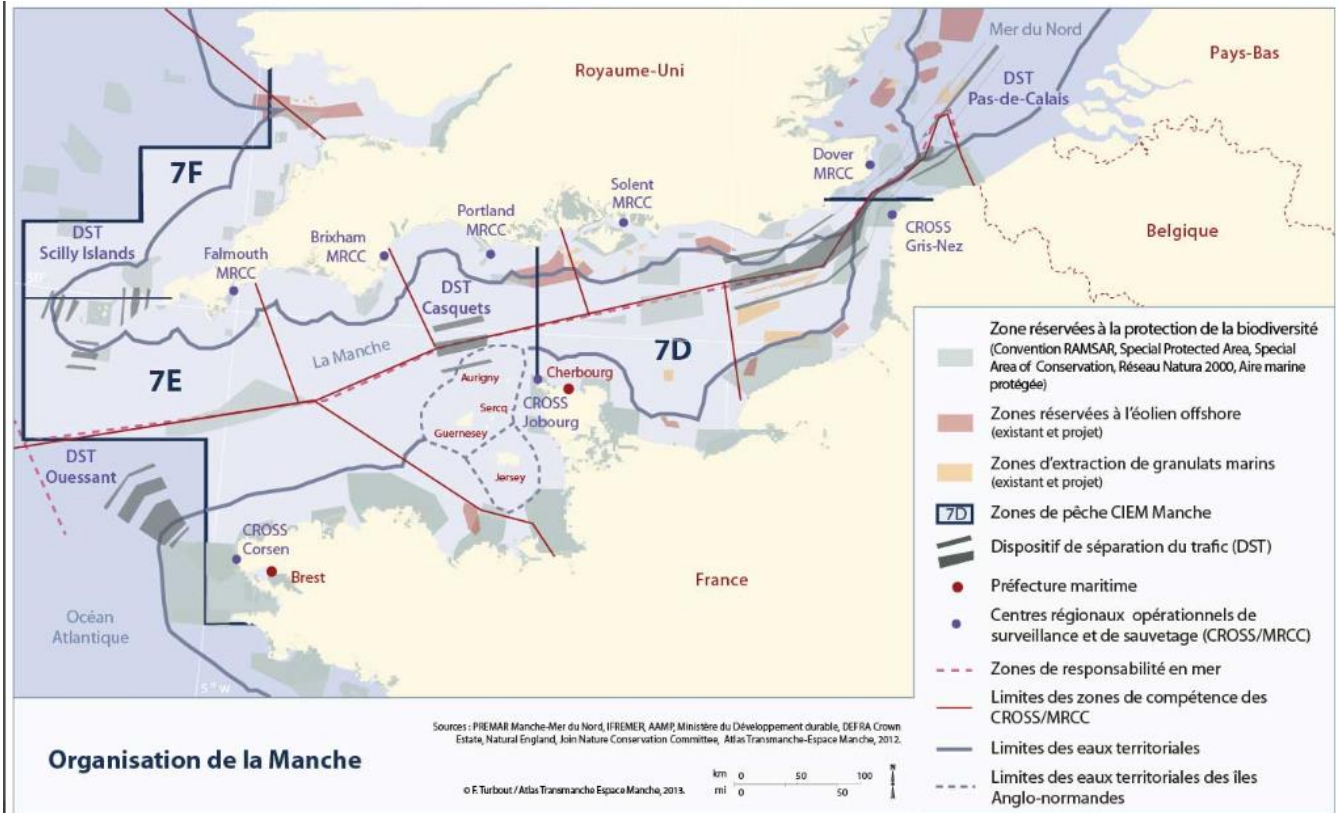 Mer du Nord
Pays-Bas
Royaume-Uni
DST
Pas-de-Calais
7F
Dover
MRCC
Solent
MRCC
Portland
MRCC
DST
Scilly Islands
Brixham
MRCC
Falmouth
MRCC
CROSS
Gris-Nez
Belgique
50°
DST
Casquets
La Manche
7E
7D
Aurigny
Cherbourg
Sercq
CROSS
Jobourg
Guernesey
DST
Ouessant
Jersey
CROSS
Corsen
Brest
France
Océan
Atlantique
5° W
Zone réservées à la protection de la biodiversité
(Convention RAMSAR, Special Protected Area, Special
Area of Conservation, Réseau Natura 2000, Aire marine
protégée)
Zones réservées à l'éolien offshore
(existant et projet)
Zones d'extraction de granulats marins
(existant et projet)
7D Zones de pêche CIEM Manche
Dispositif de séparation du trafic (DST)
Préfecture maritime
Centres régionaux opérationnels de
surveillance et de sauvetage (CROSS/MRCC)
Zones de responsabilité en mer
Limites des zones de compétence des
CROSS/MRCC
Limites des eaux territoriales
Limites des eaux territoriales des îles
Anglo-normandes
Organisation de la Manche
Sources : PREMAR Manche-Mer du Nord, IFREMER, AAMP, Ministère du Développement durable, DEFRA Crown
Estate, Natural England, Join Nature Conservation Committee, Atlas Transmanche-Espace Manche, 2012.
© F. Turbout / Atlas Transmanche Espace Manche, 2013.
km 0 50 100
mi 0 50
N